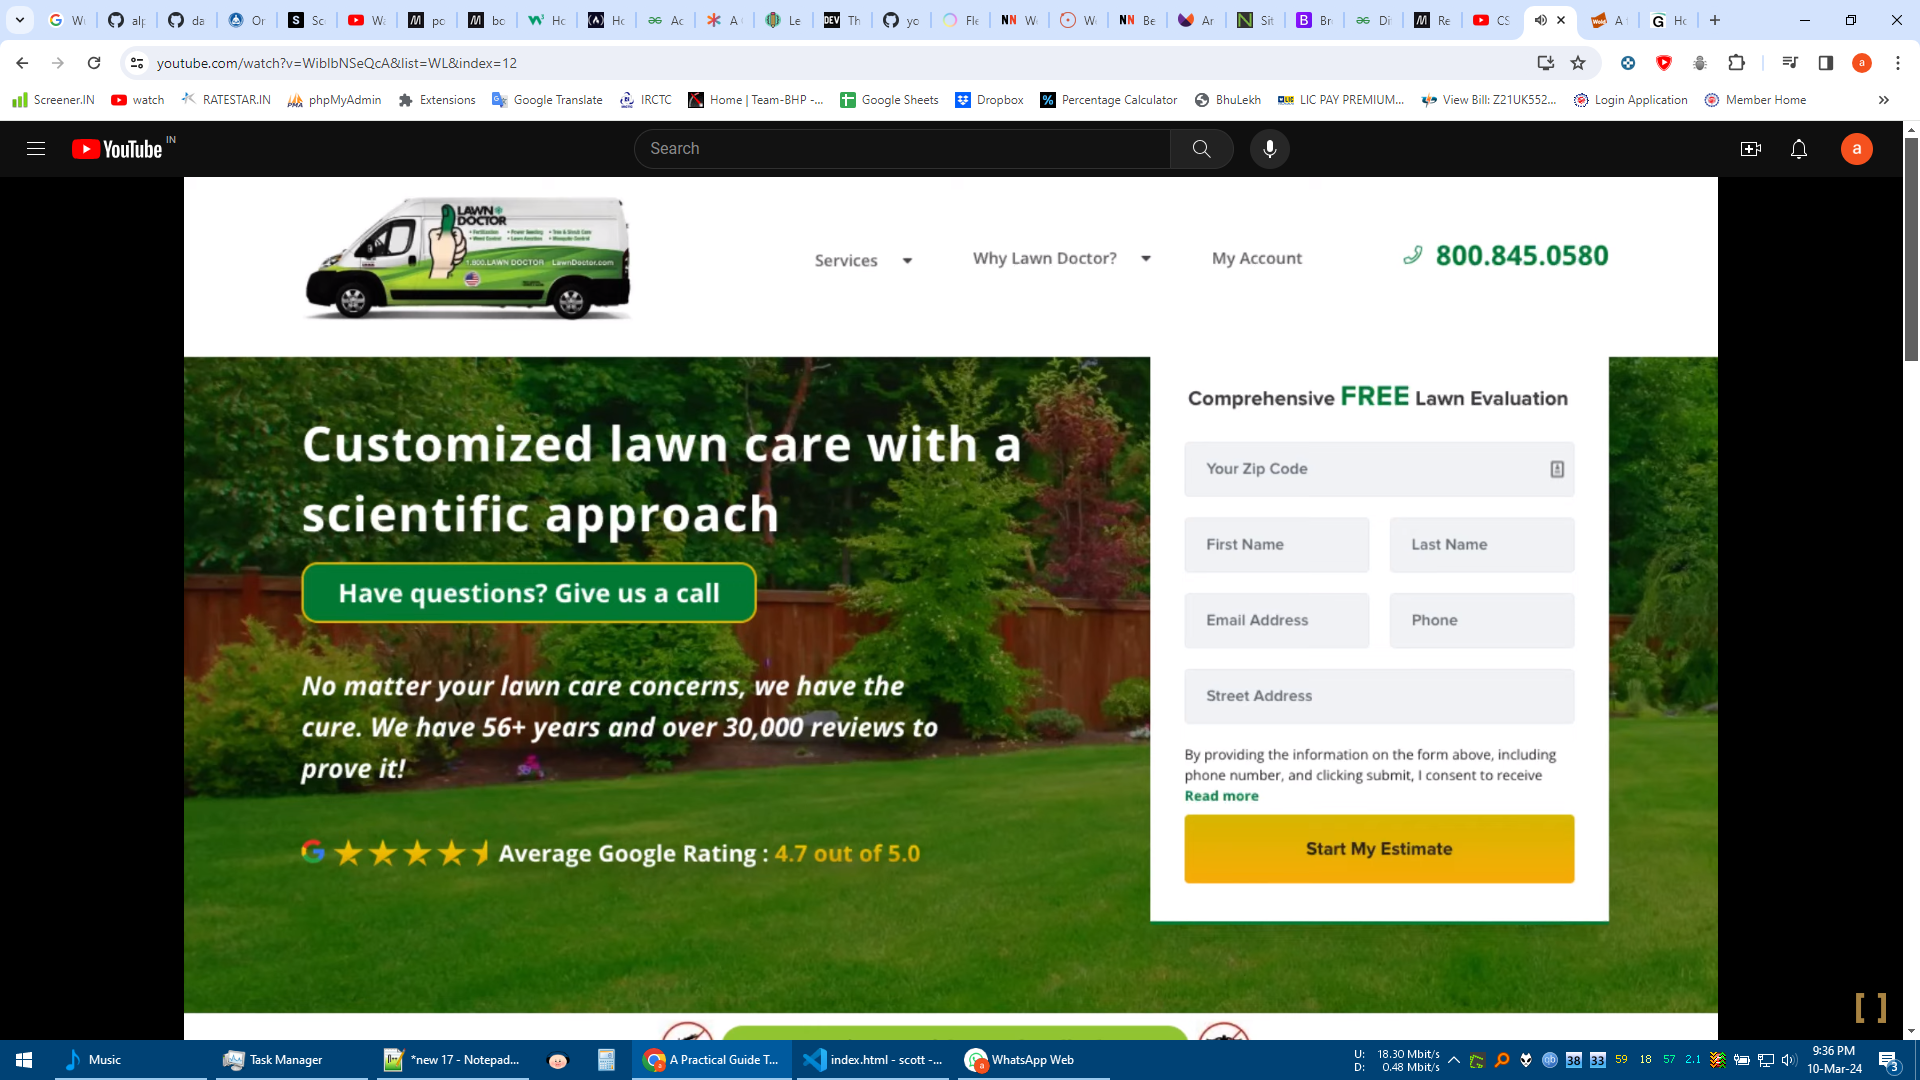 Wu
alp
da
Or
Sc
Wa
po
bo
Ho
Ho
Ac
A
Le
Th
yo
Fle
We
We
Be
Ar
Sit
Br
Di
Re
CS
A
Ho
youtube.com/watch?v=WiblbNSeQcA&list=WL&index=12
a
Screener.IN
watch
RATESTAR.IN
phpMyAdmin
Extensions
Google Translate
IRCTC
Home | Team-BHP -...
Google Sheets
Dropbox
Percentage Calculator
BhuLekh
LIC PAY PREMIUM...
View Bill: Z21UK552...
Login Application
Member Home
YouTube IN
Search
a
LAWN DOCTOR
1.800.LAWN DOCTOR LawnDoctor.com
Services
Why Lawn Doctor?
My Account
800.845.0580
Customized lawn care with a
scientific approach
Have questions? Give us a call
No matter your lawn care concerns, we have the
cure. We have 56+ years and over 30,000 reviews to
prove it!
Average Google Rating : 4.7 out of 5.0
Comprehensive FREE Lawn Evaluation
Your Zip Code
First Name
Last Name
Email Address
Phone
Street Address
By providing the information on the form above, including
phone number, and clicking submit, I consent to receive
Read more
Start My Estimate
[ ]
Music
Task Manager
*new 17 - Notepad...
A Practical Guide T...
index.html - scott -...
WhatsApp Web
U: 18.30 Mbit/s
D: 0.48 Mbit/s
38
33
59
18
57
2.1
9:36 PM
10-Mar-24
3